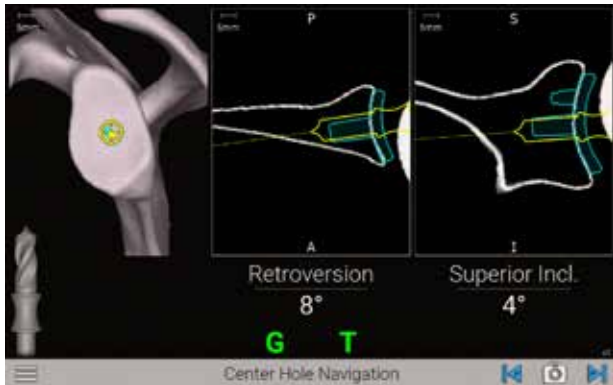 5mm
5mm
P
5mm
S
A
I
Retroversion
Superior Incl.
8°
4°
G
T
Center Hole Navigation